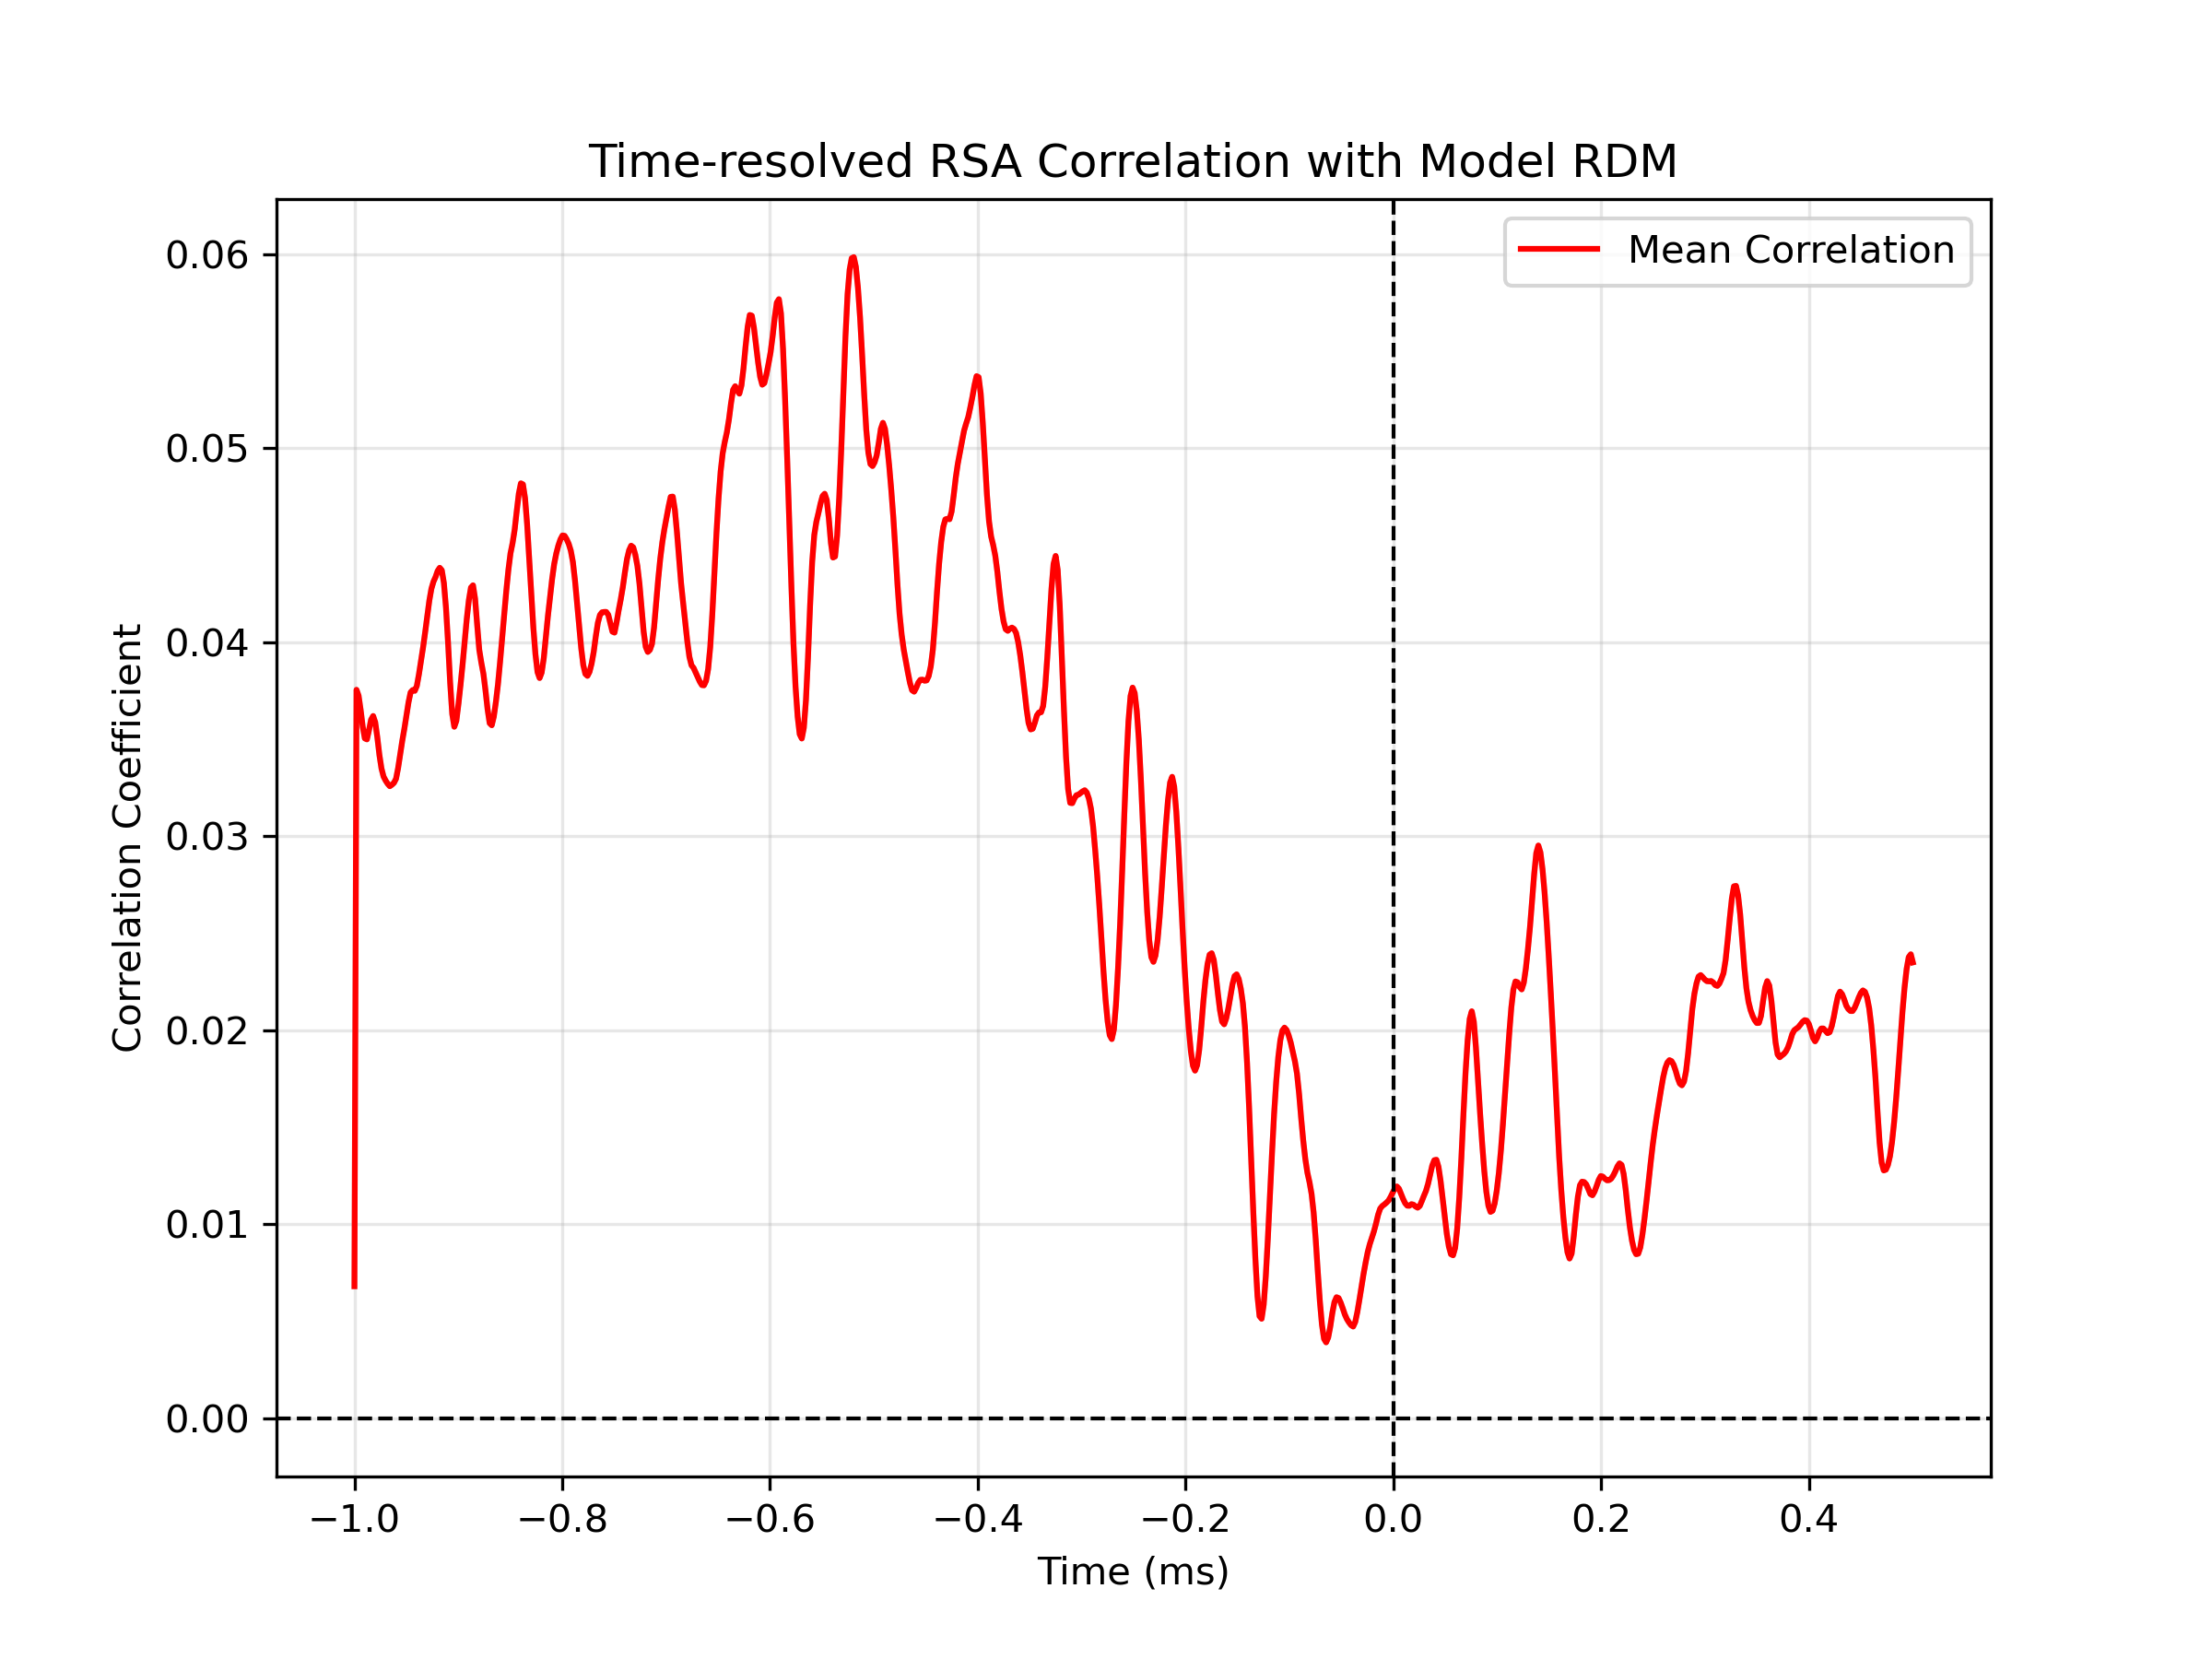 Time-resolved RSA Correlation with Model RDM
Mean Correlation
Correlation Coefficient
0.06
0.05
0.04
0.03
0.02
0.01
0.00
−1.0 −0.8 −0.6 −0.4 −0.2 0.0 0.2 0.4
Time (ms)